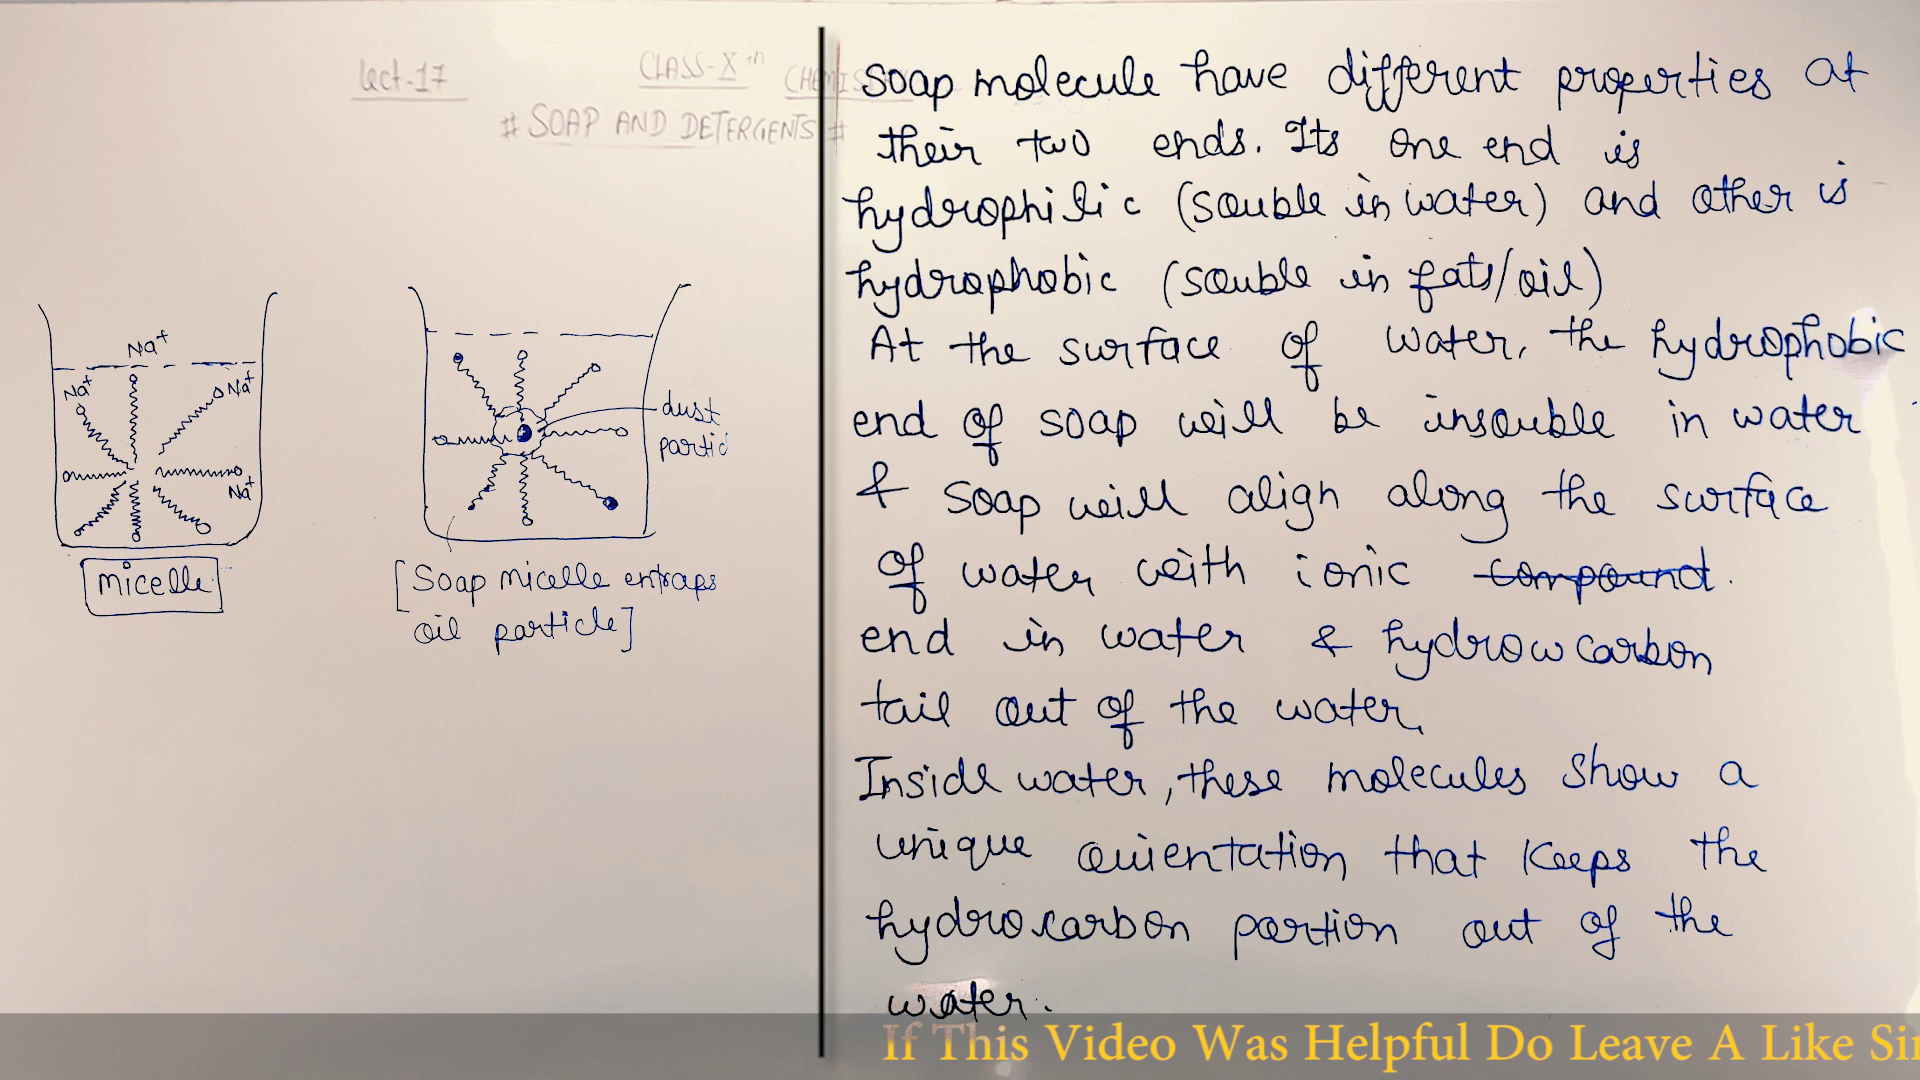 Lect-17
CLASS-Xth
# SOAP AND DETERGENTS #
Na+
Na+
Na+
Na+
micelle
dust
partic
[Soap micelle entraps
oil particle]
Soap molecule have different properties at
their two ends. Its one end is
hydrophilic (souble in water) and other is
hydrophobic (souble in fats/oil)
At the surface of water, the hydrophobic
end of soap will be insouble in water
& soap will align along the surface
of water with ionic compound.
end in water & hydrowcarbon
tail out of the water.
Inside water, these molecules show a
unique orientation that keeps the
hydrocarbon portion out of the
water.
If This Video Was Helpful Do Leave A Like Sin